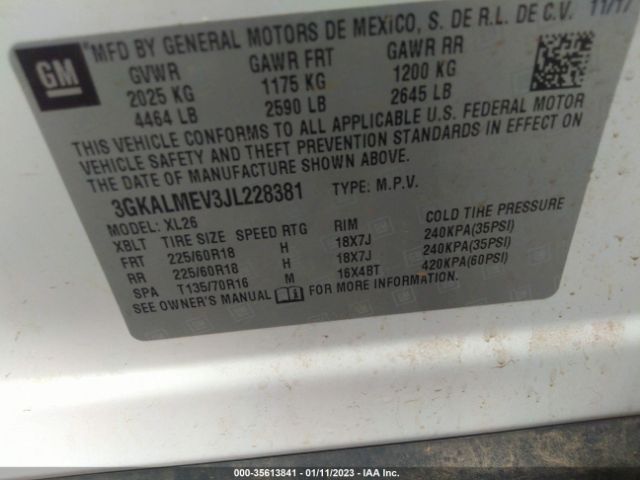 GM
MFD BY GENERAL MOTORS DE MEXICO, S. DE R.L. DE C.V. 11/17
GVWR GAWR FRT GAWR RR
2025 KG 1175 KG 1200 KG
4464 LB 2590 LB 2645 LB
THIS VEHICLE CONFORMS TO ALL APPLICABLE U.S. FEDERAL MOTOR
VEHICLE SAFETY AND THEFT PREVENTION STANDARDS IN EFFECT ON
THE DATE OF MANUFACTURE SHOWN ABOVE.
3GKALMEV3JL228381 TYPE: M.P.V.
MODEL: XL26
XBLT TIRE SIZE SPEED RTG RIM COLD TIRE PRESSURE
FRT 225/60R18 H 18X7J 240KPA(35PSI)
RR 225/60R18 H 18X7J 240KPA(35PSI)
SPA T135/70R16 M 16X4BT 420KPA(60PSI)
SEE OWNER'S MANUAL FOR MORE INFORMATION.
000-35613841 / 01/11/2023 - IAA Inc.